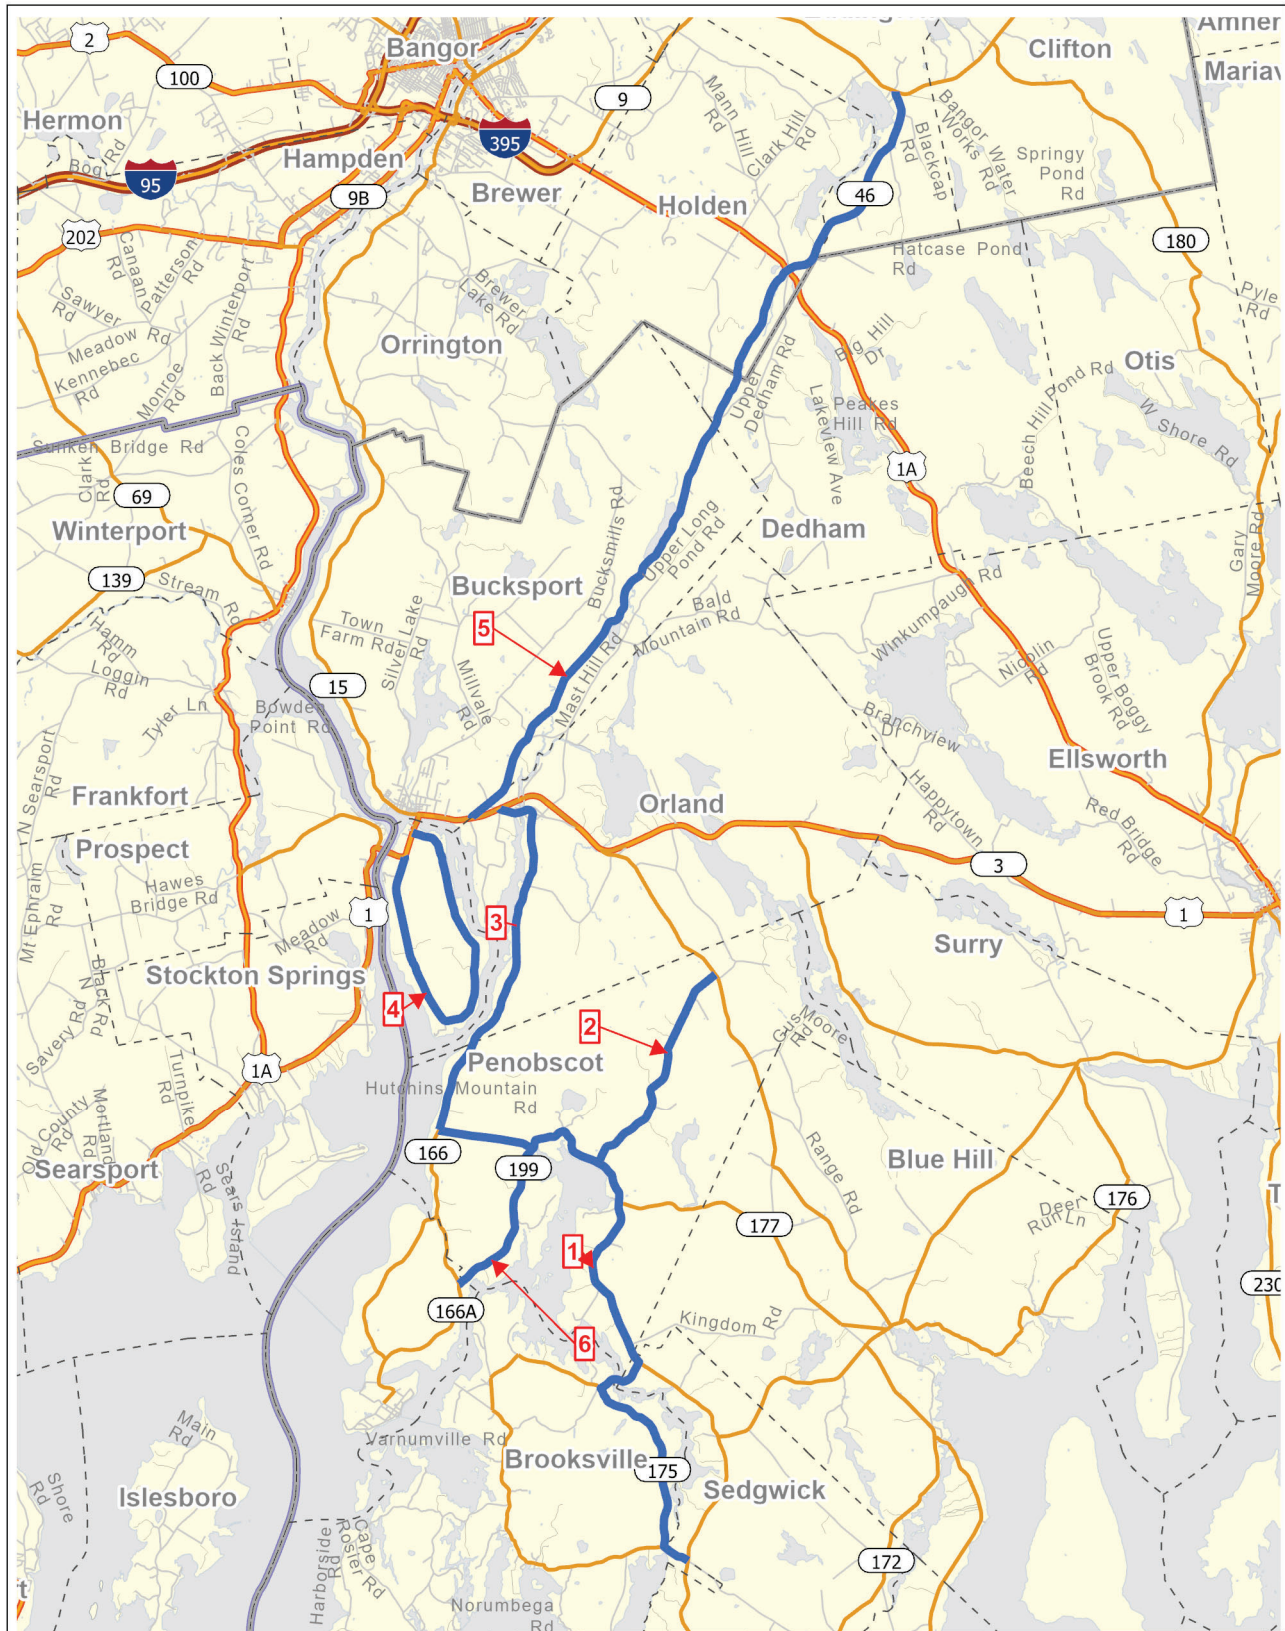 Amher
Clifton
Mariav
2
Bangor
100
9
Hermon
Mann
Hill
Rd
Clark Hill
Rd
Blackcap
Rd
Bangor
Water
Works
Rd
Springy
Pond
Rd
395
Hampden
Bog Rd
95
9B
Brewer
46
Holden
202
Canaan
Rd
Patterson
Rd
180
Hatcase Pond
Rd
Sawyer
Rd
Back Winterport
Rd
Brewer
Lake Rd
Pyle
Rd
Meadow Rd
Kennebec
Rd
Monroe
Rd
Orrington
Big Hill
Dr
Upper
Dedham Rd
Otis
Lakeview Ave
Peakes
Hill Rd
Beech Hill Pond Rd
W Shore Rd
Sunken Bridge Rd
Clark
Rd
Coles Corner Rd
1A
69
Winterport
Bucksmills Rd
Upper Long
Pond Rd
Dedham
Gary
Moore Rd
139
Stream Rd
Bucksport
Bald
Mountain Rd
Winkumpaugh Rd
Hamm
Rd
Loggin
Rd
Town
Farm Rd
Silver Lake
Rd
5
Mast Hill Rd
Nicolin
Rd
Upper Boggy
Brook Rd
Tyler Ln
15
Bowden
Point Rd
Millvale
Rd
Branchview
Dr
N Searsport
Rd
Ellsworth
Frankfort
Orland
Happytown
Rd
Red Bridge
Rd
Prospect
3
Hawes
Bridge Rd
Mt Ephraim
Rd
1
3
1
Meadow
Rd
Surry
Stockton Springs
N
Black Rd
4
2
Gus Moore
Rd
Savery Rd
Turnpike
Rd
1A
Penobscot
Hutchins Mountain
Rd
Old County
Rd
Mortland
Rd
166
199
Range Rd
Blue Hill
Searsport
Sears Island
Rd
177
176
Deer
Run Ln
T
1
230
166A
6
Kingdom Rd
Main
Rd
Varnumville Rd
Brooksville
175
Sedgwick
Shore
Rd
Islesboro
Harborside
Rd
Cape
Rosier Rd
172
Norumbega
Rd